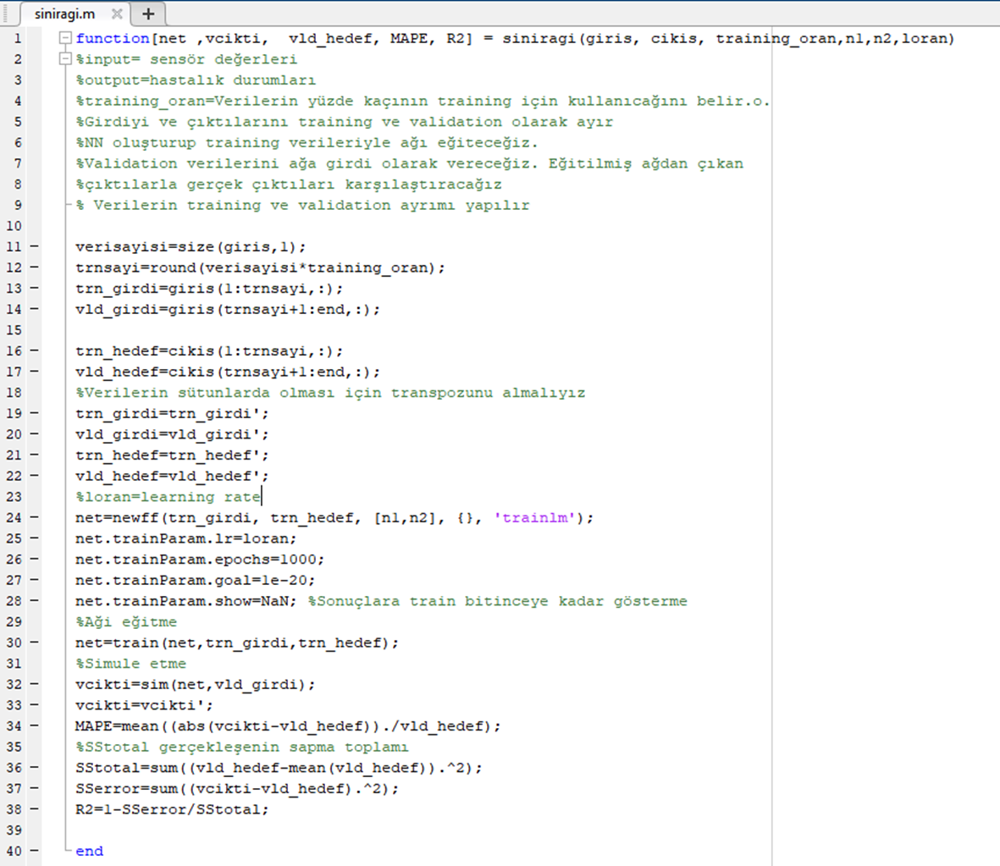 siniragi.m
1 function[net ,vcikti,  vld_hedef, MAPE, R2] = siniragi(giris, cikis, training_oran,n1,n2,loran)
2 %input= sensör değerleri
3 %output=hastalık durumları
4 %training_oran=Verilerin yüzde kaçının training için kullanıcağını belir.o.
5 %Girdiyi ve çıktılarını training ve validation olarak ayır
6 %NN oluşturup training verileriyle ağı eğiteceğiz.
7 %Validation verilerini ağa girdi olarak vereceğiz. Eğitilmiş ağdan çıkan
8 %çıktılarla gerçek çıktıları karşılaştıracağız
9 % Verilerin training ve validation ayrımı yapılır
10
11 verisayisi=size(giris,1);
12 trnsayi=round(verisayisi*training_oran);
13 trn_girdi=giris(1:trnsayi,:);
14 vld_girdi=giris(trnsayi+1:end,:);
15
16 trn_hedef=cikis(1:trnsayi,:);
17 vld_hedef=cikis(trnsayi+1:end,:);
18 %Verilerin sütunlarda olması için transpozunu almalıyız
19 trn_girdi=trn_girdi';
20 vld_girdi=vld_girdi';
21 trn_hedef=trn_hedef';
22 vld_hedef=vld_hedef';
23 %loran=learning rate
24 net=newff(trn_girdi, trn_hedef, [n1,n2], {}, 'trainlm');
25 net.trainParam.lr=loran;
26 net.trainParam.epochs=1000;
27 net.trainParam.goal=1e-20;
28 net.trainParam.show=NaN; %Sonuçlara train bitinceye kadar gösterme
29 %Aği eğitme
30 net=train(net,trn_girdi,trn_hedef);
31 %Simule etme
32 vcikti=sim(net,vld_girdi);
33 vcikti=vcikti';
34 MAPE=mean((abs(vcikti-vld_hedef))./vld_hedef);
35 %SStotal gerçekleşenin sapma toplamı
36 SStotal=sum((vld_hedef-mean(vld_hedef)).^2);
37 SSerror=sum((vcikti-vld_hedef).^2);
38 R2=1-SSerror/SStotal;
39
40 end